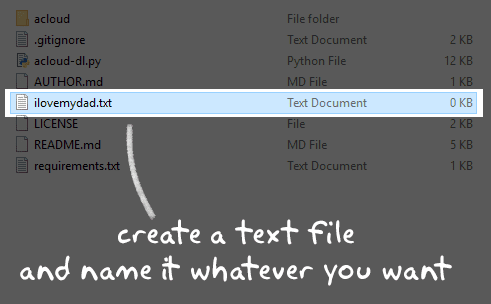 acloud File folder
.gitignore Text Document 2 KB
acloud-dl.py Python File 12 KB
AUTHOR.md MD File 1 KB
ilovemydad.txt Text Document 0 KB
LICENSE File 2 KB
README.md MD File 5 KB
requirements.txt Text Document 1 KB
create a text file
and name it whatever you want